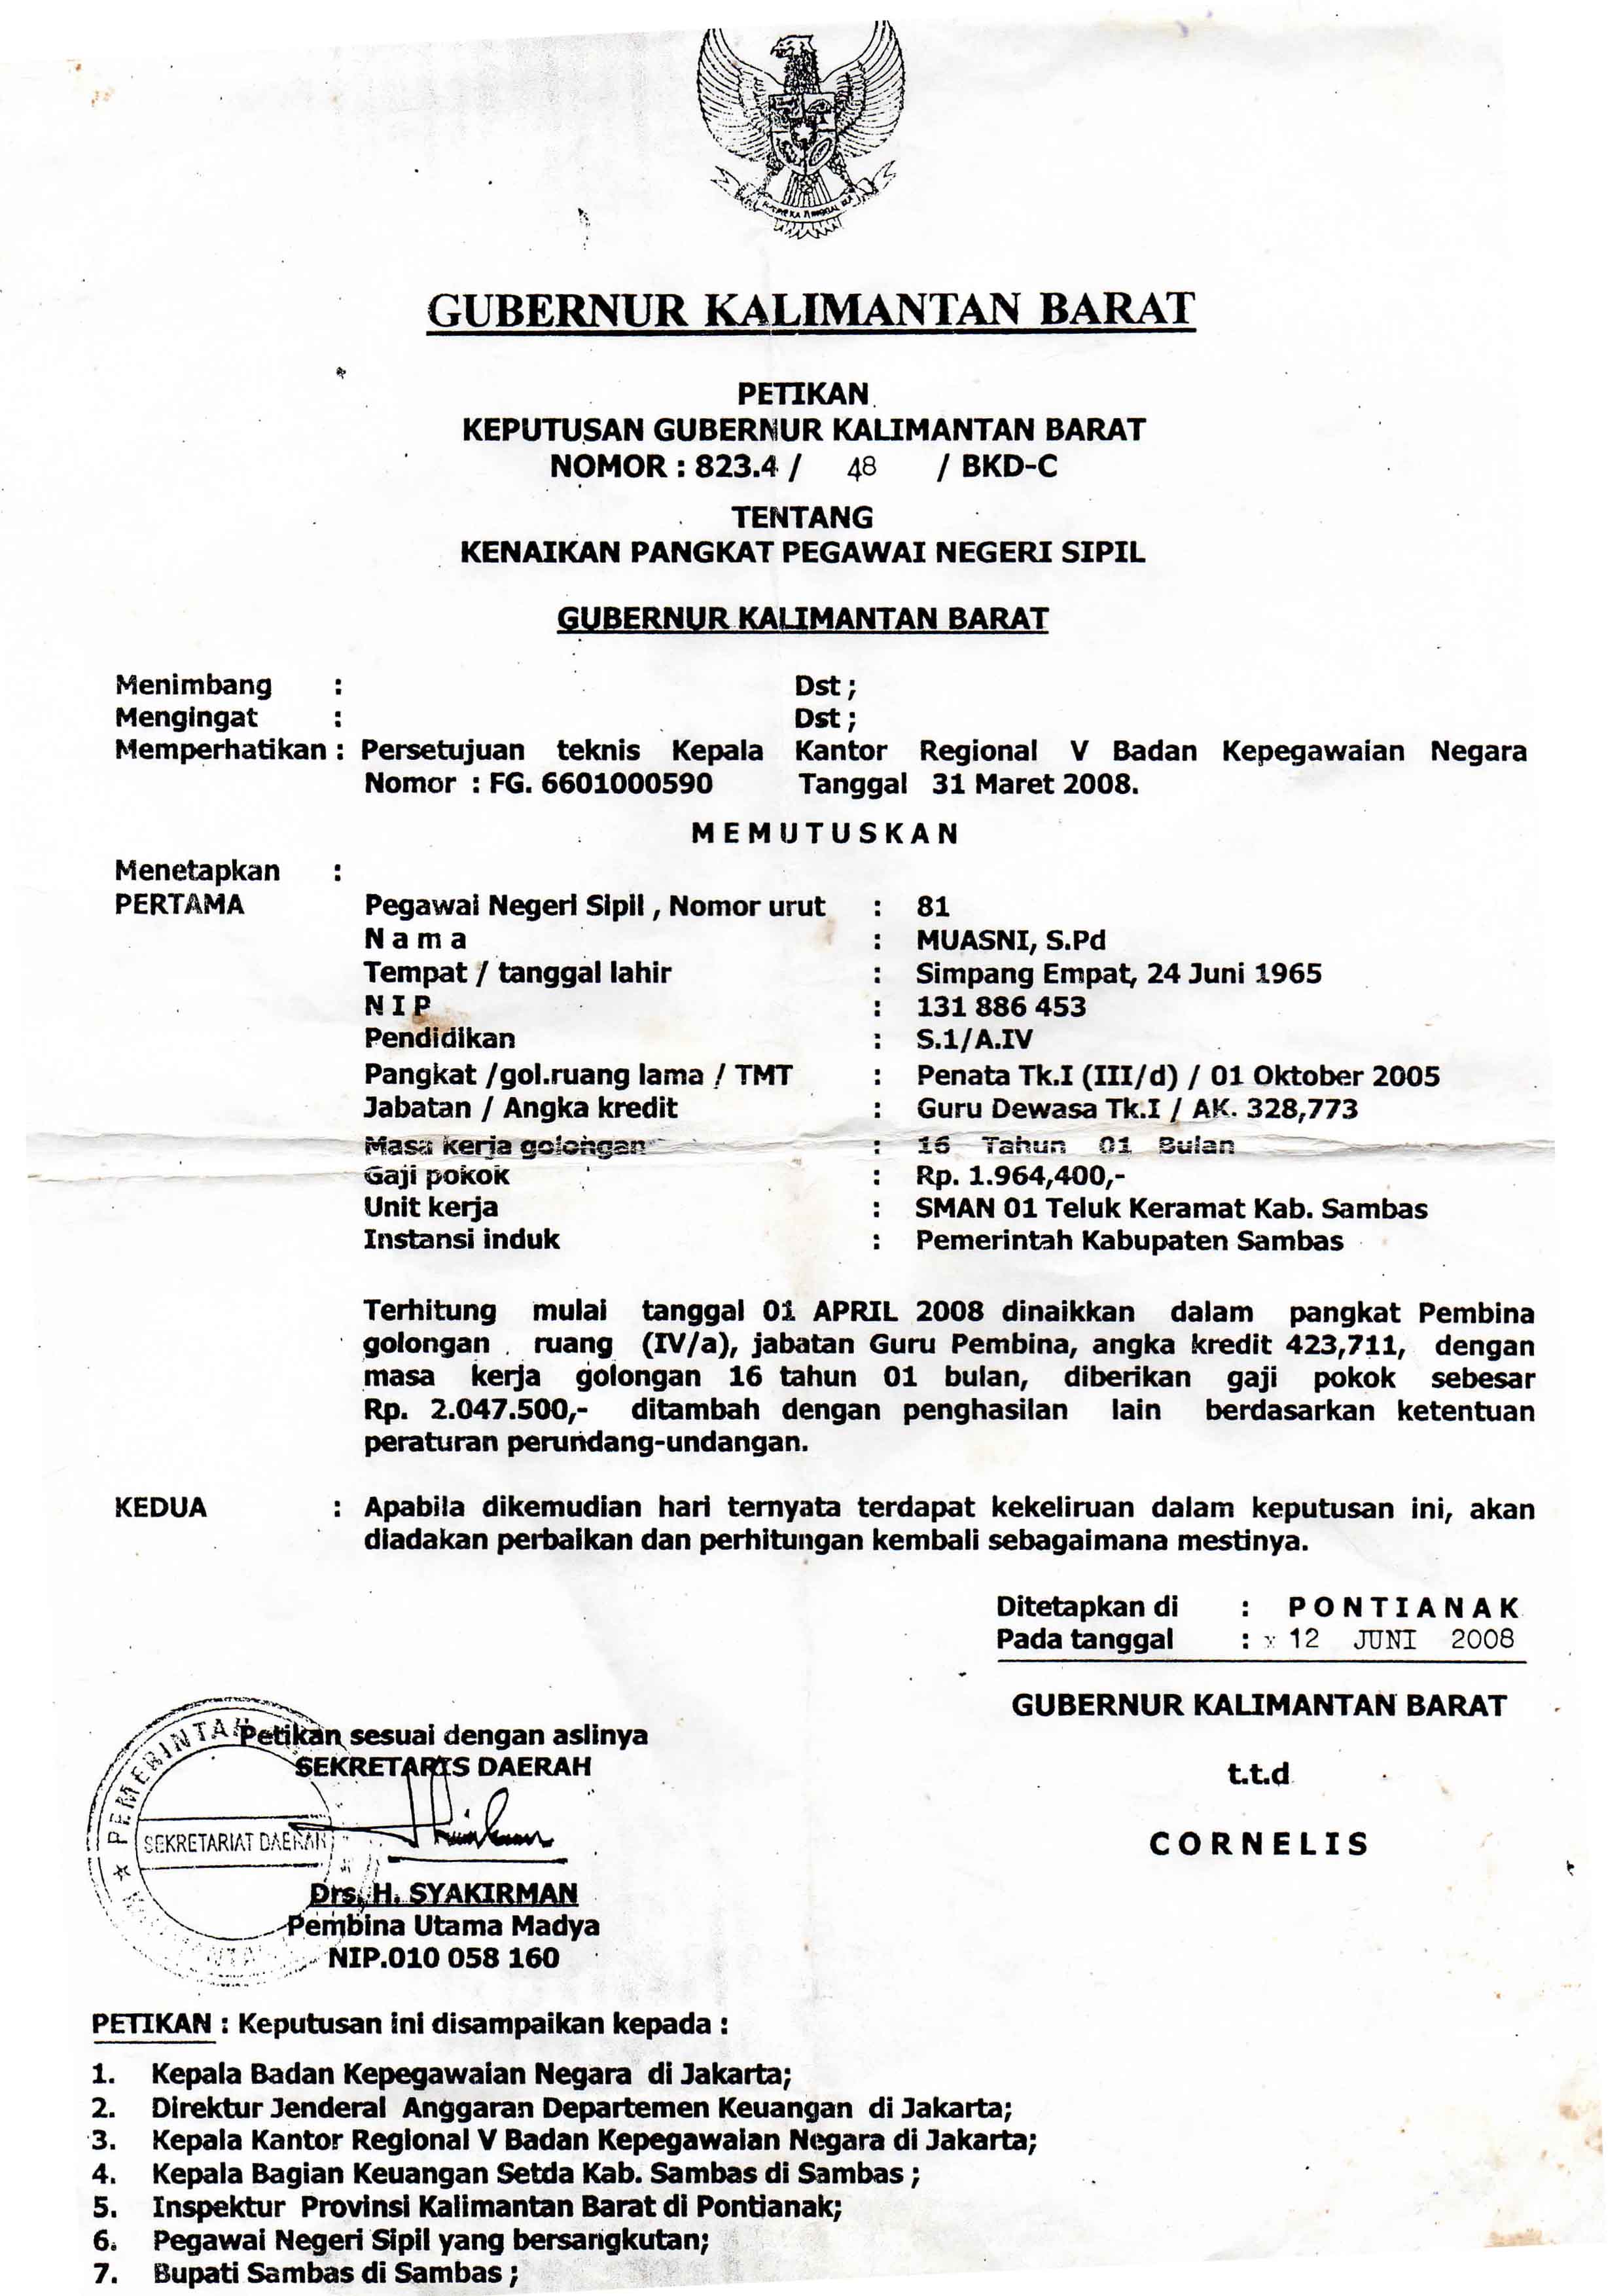 GUBERNUR KALIMANTAN BARAT
PETIKAN
KEPUTUSAN GUBERNUR KALIMANTAN BARAT
NOMOR : 823.4 / 48 / BKD-C
TENTANG
KENAIKAN PANGKAT PEGAWAI NEGERI SIPIL
GUBERNUR KALIMANTAN BARAT
Menimbang : Dst ;
Mengingat : Dst ;
Memperhatikan : Persetujuan teknis Kepala Kantor Regional V Badan Kepegawaian Negara
Nomor : FG. 6601000590 Tanggal 31 Maret 2008.
M E M U T U S K A N
Menetapkan :
PERTAMA Pegawai Negeri Sipil , Nomor urut : 81
N a m a : MUASNI, S.Pd
Tempat / tanggal lahir : Simpang Empat, 24 Juni 1965
N I P : 131 886 453
Pendidikan : S.1/A.IV
Pangkat /gol.ruang lama / TMT : Penata Tk.I (III/d) / 01 Oktober 2005
Jabatan / Angka kredit : Guru Dewasa Tk.I / AK. 328,773
Masa kerja golongan : 16 Tahun 01 Bulan
Gaji pokok : Rp. 1.964,400,-
Unit kerja : SMAN 01 Teluk Keramat Kab. Sambas
Instansi induk : Pemerintah Kabupaten Sambas
Terhitung mulai tanggal 01 APRIL 2008 dinaikkan dalam pangkat Pembina
golongan ruang (IV/a), jabatan Guru Pembina, angka kredit 423,711, dengan
masa kerja golongan 16 tahun 01 bulan, diberikan gaji pokok sebesar
Rp. 2.047.500,- ditambah dengan penghasilan lain berdasarkan ketentuan
peraturan perundang-undangan.
KEDUA : Apabila dikemudian hari ternyata terdapat kekeliruan dalam keputusan ini, akan
diadakan perbaikan dan perhitungan kembali sebagaimana mestinya.
Ditetapkan di : P O N T I A N A K
Pada tanggal : 12 JUNI 2008
GUBERNUR KALIMANTAN BARAT
t.t.d
C O R N E L I S
Petikan sesuai dengan aslinya
SEKRETARIS DAERAH
PEMERINTAH
SEKRETARIAT DAERAH
Drs. H. SYAKIRMAN
Pembina Utama Madya
NIP.010 058 160
PETIKAN : Keputusan ini disampaikan kepada :
1. Kepala Badan Kepegawaian Negara di Jakarta;
2. Direktur Jenderal Anggaran Departemen Keuangan di Jakarta;
3. Kepala Kantor Regional V Badan Kepegawaian Negara di Jakarta;
4. Kepala Bagian Keuangan Setda Kab. Sambas di Sambas ;
5. Inspektur Provinsi Kalimantan Barat di Pontianak;
6. Pegawai Negeri Sipil yang bersangkutan;
7. Bupati Sambas di Sambas ;